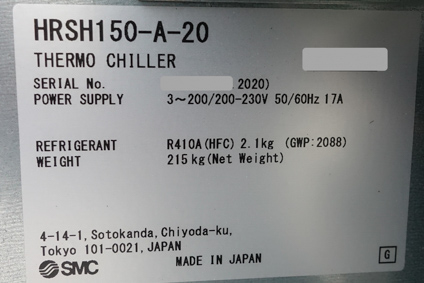 HRSH150-A-20
THERMO CHILLER
SERIAL No. 2020)
POWER SUPPLY 3～200/200-230V 50/60Hz 17A
REFRIGERANT R410A(HFC) 2.1kg (GWP:2088)
WEIGHT 215kg(Net Weight)
4-14-1, Sotokanda, Chiyoda-ku,
Tokyo 101-0021, JAPAN
SMC MADE IN JAPAN G